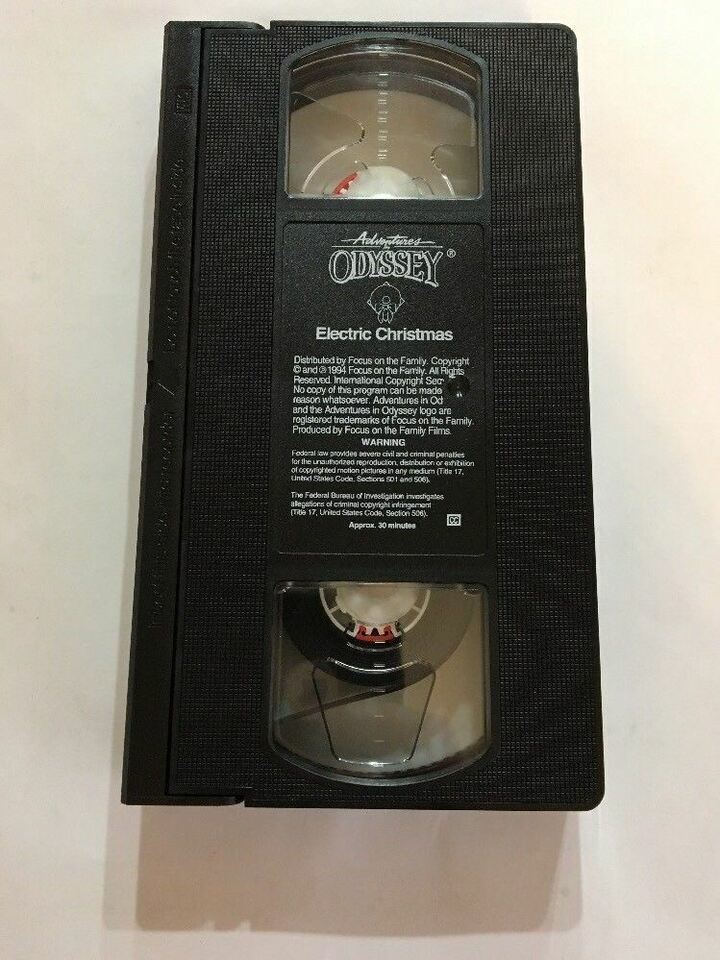 Adventures
in
ODYSSEY®
Electric Christmas
Distributed by Focus on the Family. Copyright
© and ℗ 1994 Focus on the Family. All Rights
Reserved. International Copyright
No copy of this program can be made
reason whatsoever. Adventures in
and the Adventures in Odyssey logo are
registered trademarks of Focus on the Family.
Produced by Focus on the Family Films.
WARNING
Federal law provides severe civil and criminal penalties
for the unauthorized reproduction, distribution or exhibition
of copyrighted motion pictures in any medium (Title 17,
United States Code, Sections 501 and 506).
The Federal Bureau of Investigation investigates
allegations of criminal copyright infringement
(Title 17, United States Code, Section 506).
Approx. 30 minutes
CC